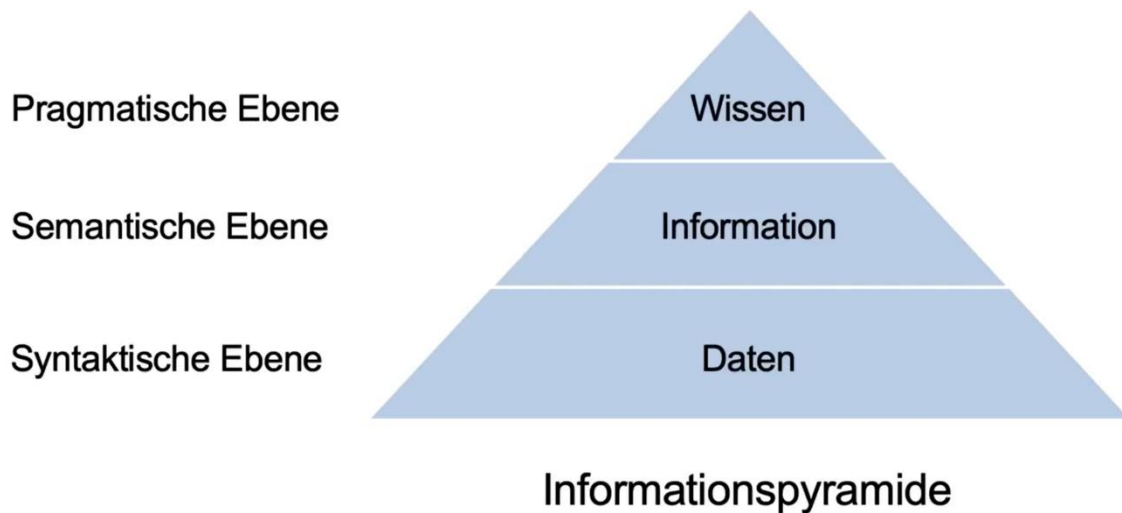 Pragmatische Ebene
Wissen
Semantische Ebene
Information
Syntaktische Ebene
Daten
Informationspyramide